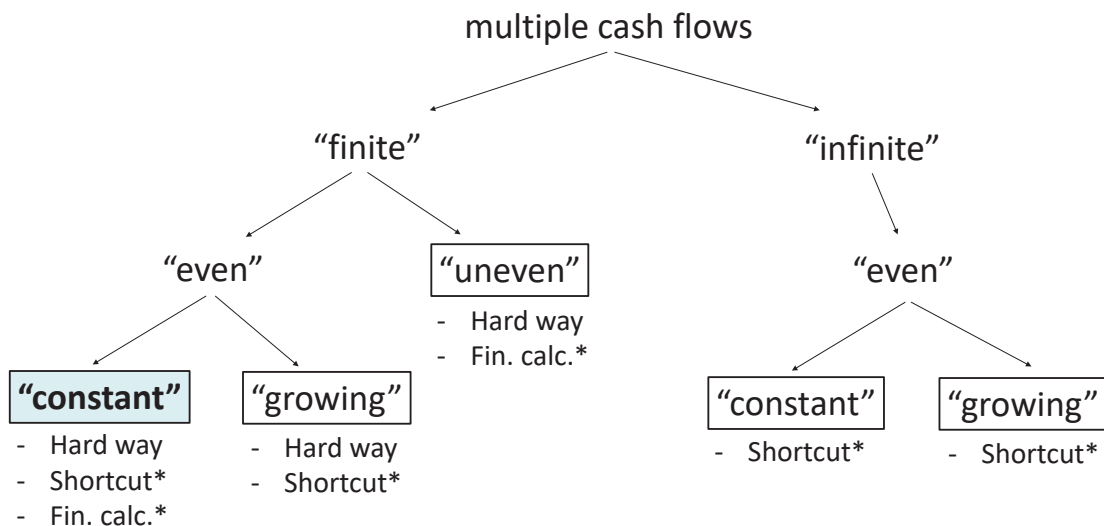 multiple cash flows
“finite”
“infinite”
“even”
“uneven”
- Hard way
- Fin. calc.*
“even”
“constant”
- Hard way
- Shortcut*
- Fin. calc.*
“growing”
- Hard way
- Shortcut*
“constant”
- Shortcut*
“growing”
- Shortcut*